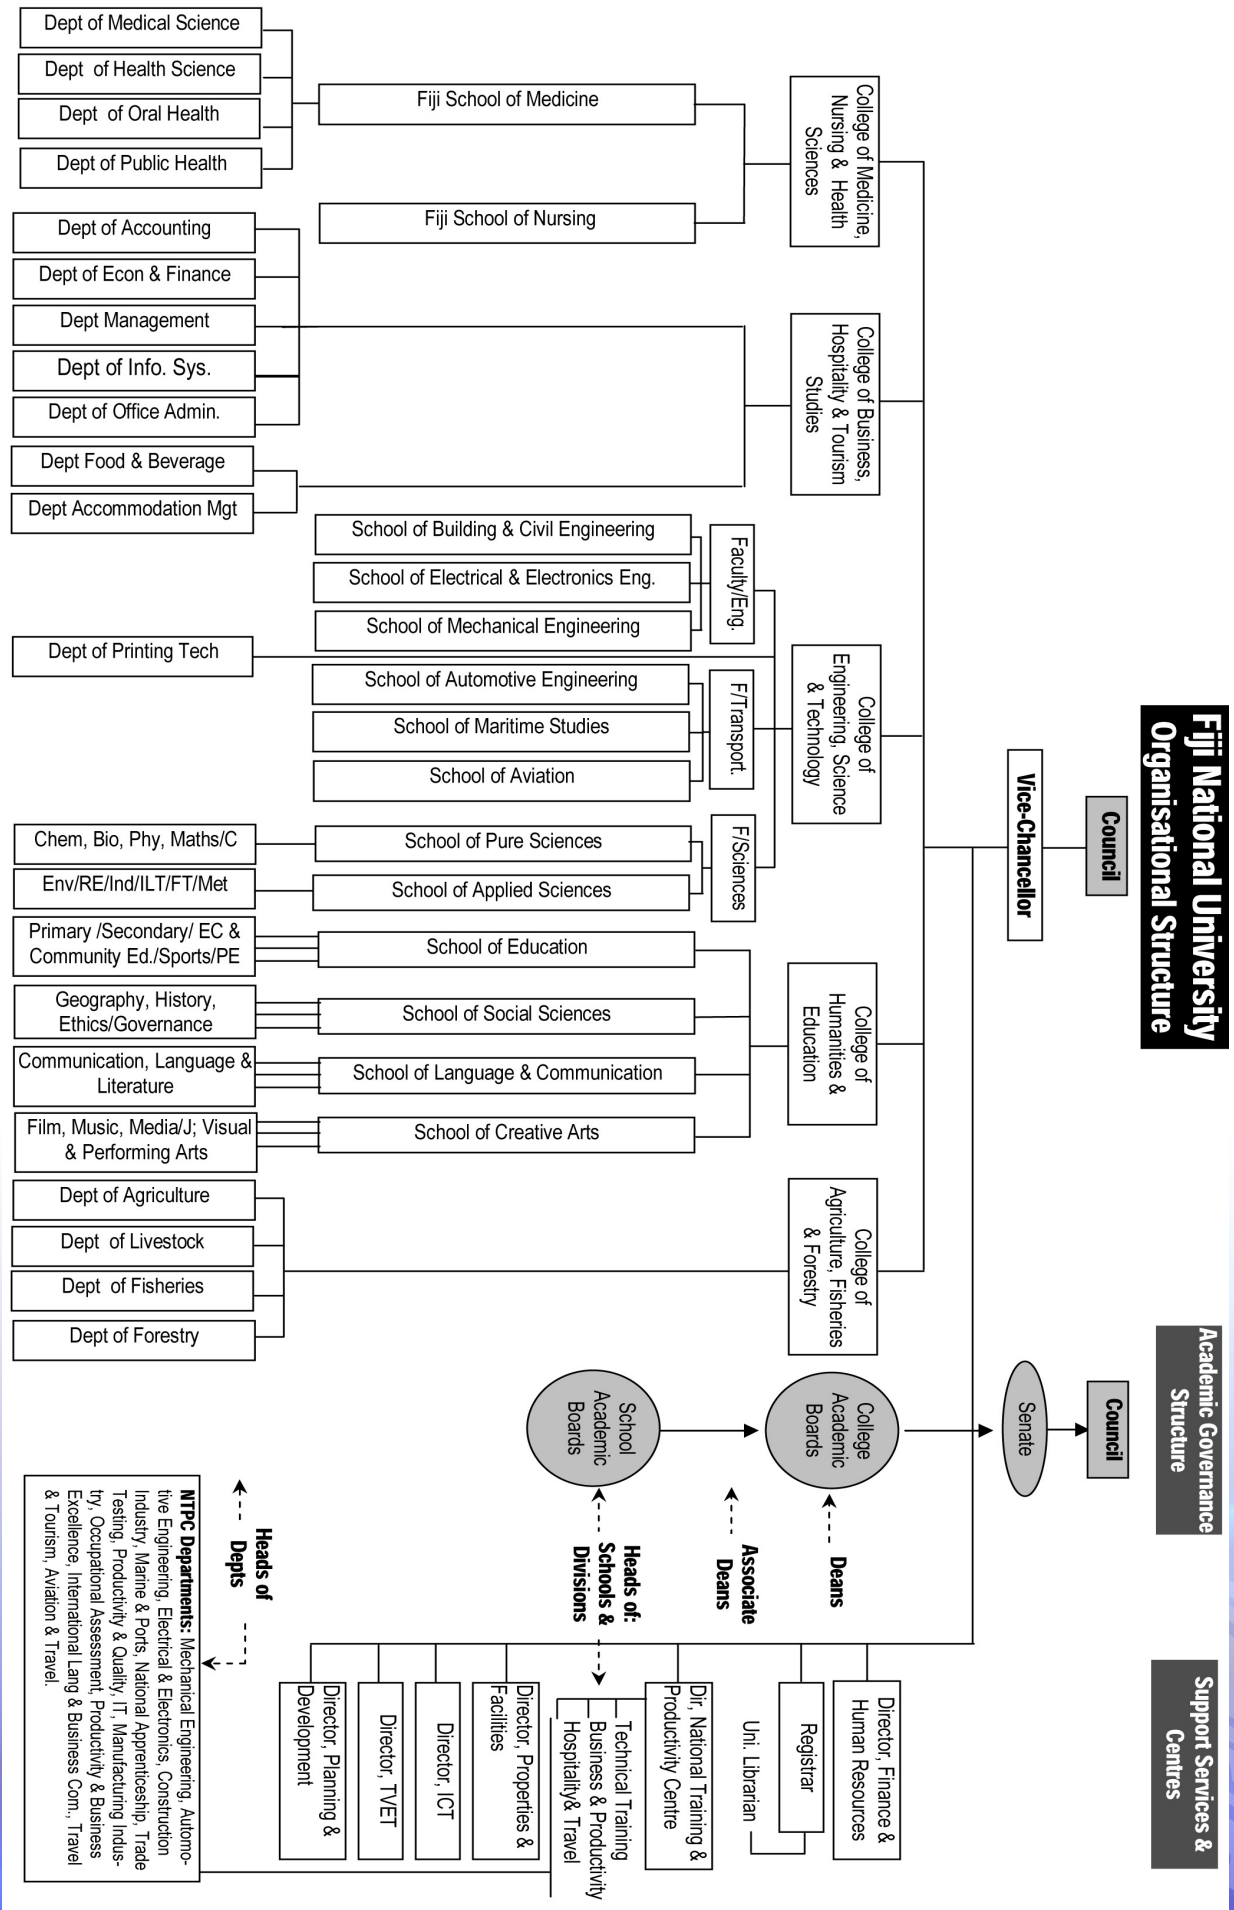 Fiji National University
Organisational Structure
Academic Governance
Structure
Support Services &
Centres
Council
Vice-Chancellor
College of Medicine,
Nursing & Health
Sciences
College of Business,
Hospitality & Tourism
Studies
College of
Engineering, Science
& Technology
College of
Humanities &
Education
College of
Agriculture, Fisheries
& Forestry
Fiji School of Medicine
Fiji School of Nursing
Dept of Medical Science
Dept of Health Science
Dept of Oral Health
Dept of Public Health
Dept of Accounting
Dept of Econ & Finance
Dept Management
Dept of Info. Sys.
Dept of Office Admin.
Dept Food & Beverage
Dept Accommodation Mgt
Faculty/Eng.
School of Building & Civil Engineering
School of Electrical & Electronics Eng.
School of Mechanical Engineering
Dept of Printing Tech
F/Transport.
School of Automotive Engineering
School of Maritime Studies
School of Aviation
F/Sciences
School of Pure Sciences
School of Applied Sciences
Chem, Bio, Phy, Maths/C
Env/RE/Ind/ILT/FT/Met
School of Education
School of Social Sciences
School of Language & Communication
School of Creative Arts
Primary /Secondary/ EC &
Community Ed./Sports/PE
Geography, History,
Ethics/Governance
Communication, Language &
Literature
Film, Music, Media/J; Visual
& Performing Arts
Dept of Agriculture
Dept of Livestock
Dept of Fisheries
Dept of Forestry
Council
Senate
College
Academic
Boards
School
Academic
Boards
Deans
Associate
Deans
Heads of:
Schools &
Divisions
Heads of
Depts
Director, Finance &
Human Resources
Registrar
Uni. Librarian
Dir, National Training &
Productivity Centre
Technical Training
Business & Productivity
Hospitality& Travel
Director, Properties &
Facilities
Director, ICT
Director, TVET
Director, Planning &
Development
NTPC Departments: Mechanical Engineering, Automo-
tive Engineering, Electrical & Electronics, Construction
Industry, Marine & Ports, National Apprenticeship, Trade
Testing, Productivity & Quality, IT, Manufacturing Indus-
try, Occupational Assessment, Productivity & Business
Excellence, International Lang & Business Com., Travel
& Tourism, Aviation & Travel.